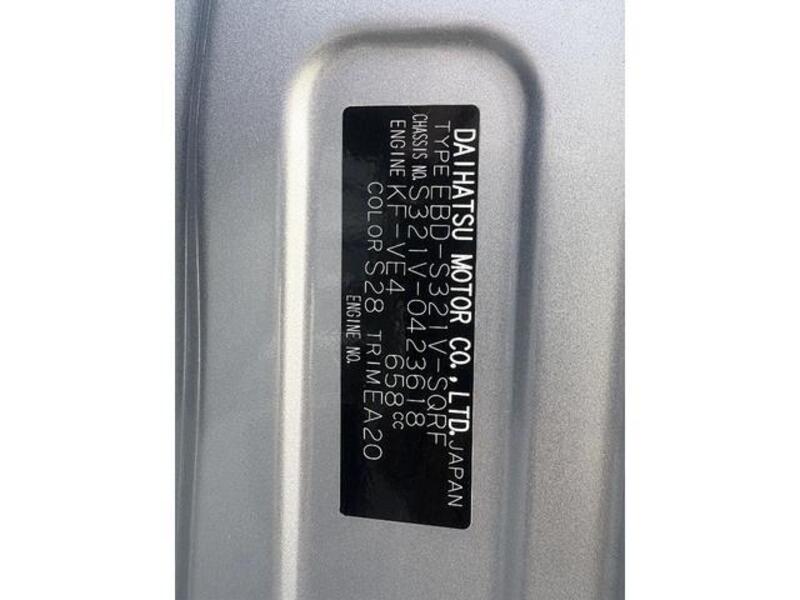 DAIHATSU MOTOR CO.,LTD. JAPAN
TYPE EBD-S321V-SQRF
CHASSIS NO. S321V-0423618
ENGINE KF-VE4 658cc
COLOR S28 TRIM EA20
ENGINE NO.